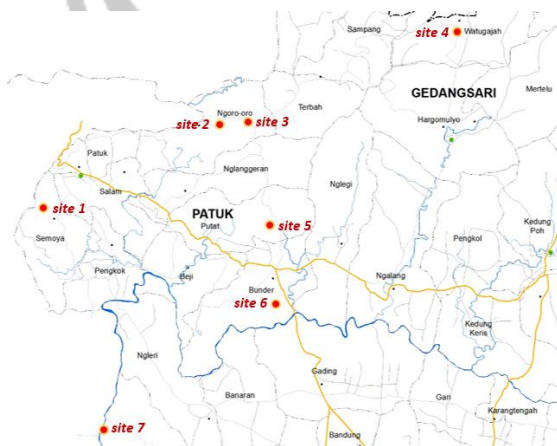 Sampang
site 4
Watugajah
GEDANGSARI
Mertelu
Ngoro-oro
Terbah
site 2
site 3
Hargomulyo
Patuk
Nglanggeran
Salam
Nglegi
site 1
PATUK
site 5
Kedung
Poh
Semoya
Putat
Pengkol
Pengkok
Beji
Ngalang
Bunder
site 6
Kedung
Keris
Ngleri
Gading
Banaran
Gari
Karangtengah
site 7
Bandung